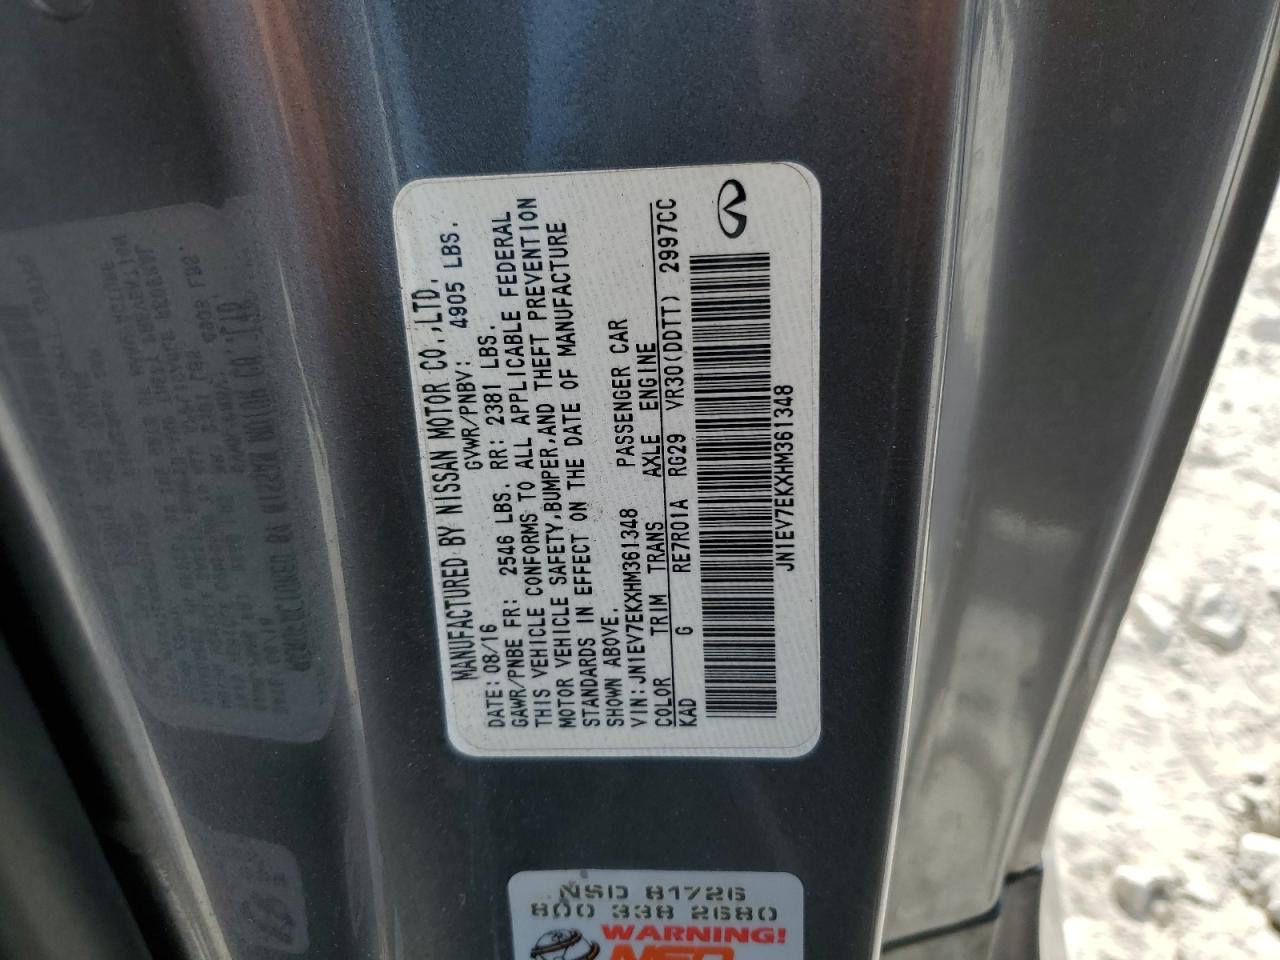 MANUFACTURED BY NISSAN MOTOR CO.,LTD.
DATE: 08/16 GVWR/PNBV: 4905 LBS.
GAWR/PNBE FR: 2546 LBS. RR: 2381 LBS.
THIS VEHICLE CONFORMS TO ALL APPLICABLE FEDERAL
MOTOR VEHICLE SAFETY,BUMPER,AND THEFT PREVENTION
STANDARDS IN EFFECT ON THE DATE OF MANUFACTURE
SHOWN ABOVE.
VIN:JN1EV7EKXHM361348 PASSENGER CAR
COLOR TRIM TRANS AXLE ENGINE
KAD G RE7R01A RG29 VR30(DDTT) 2997CC
JN1EV7EKXHM361348
NSD 81726
800 338 2680
WARNING!